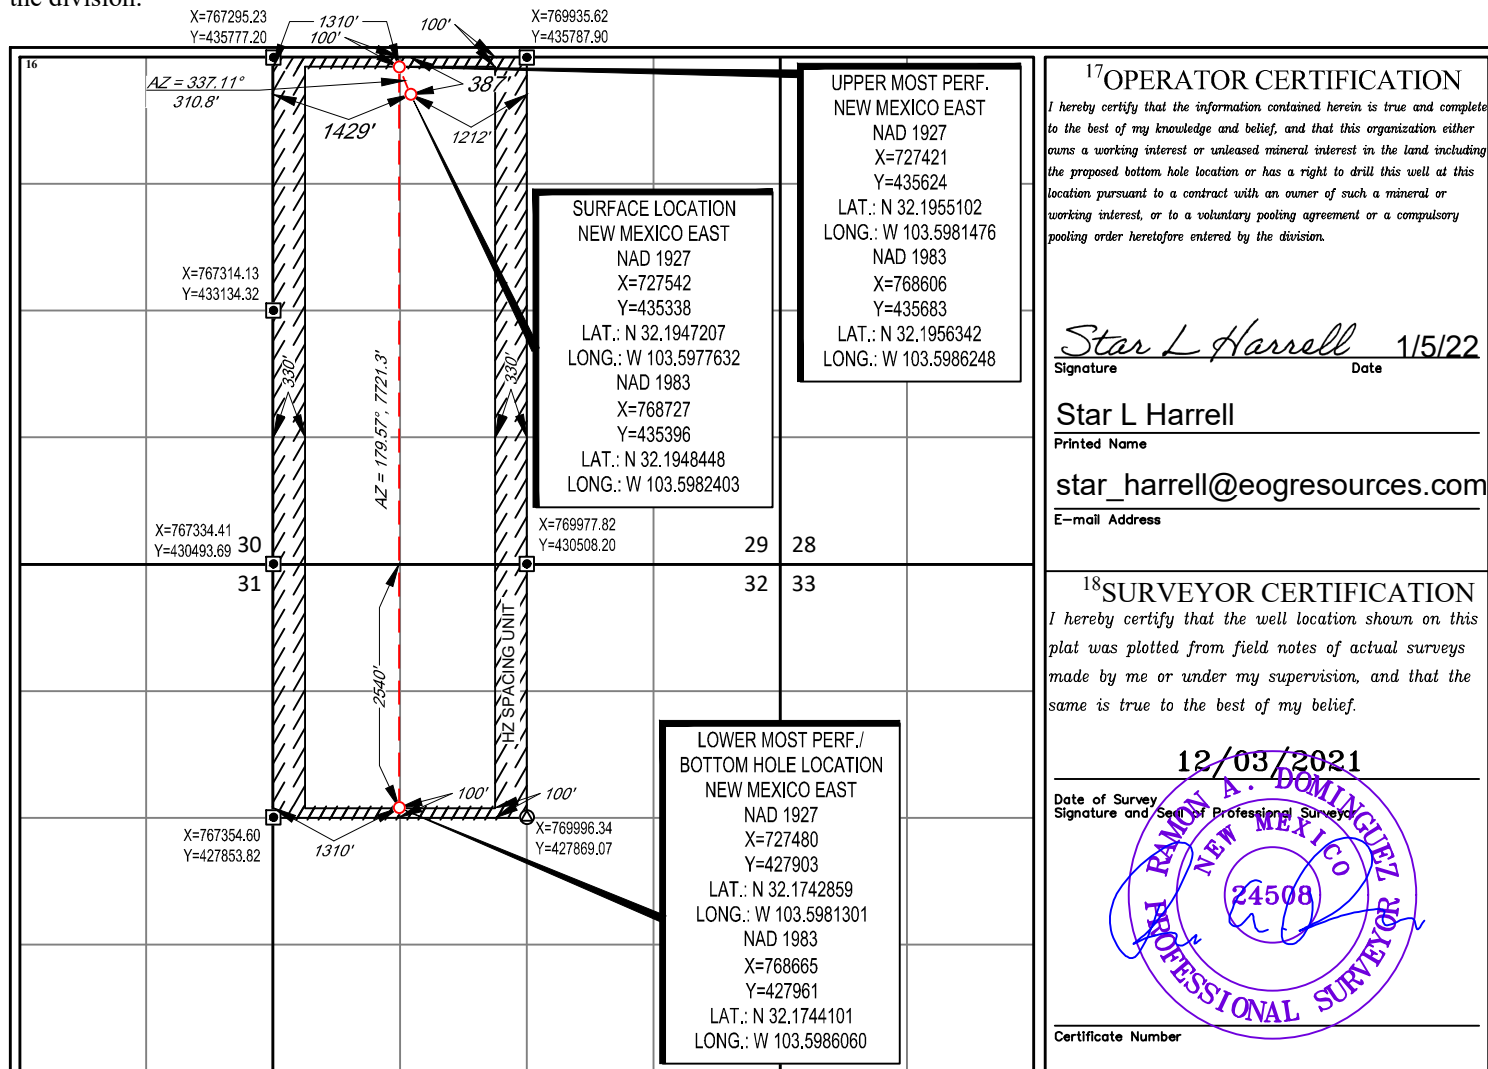 the division.
X=767295.23
Y=435777.20
1310'
100'
100'
X=769935.62
Y=435787.90
16
AZ = 337.11°
310.8'
387'
1429'
1212'
UPPER MOST PERF.
NEW MEXICO EAST
NAD 1927
X=727421
Y=435624
LAT.: N 32.1955102
LONG.: W 103.5981476
NAD 1983
X=768606
Y=435683
LAT.: N 32.1956342
LONG.: W 103.5986248
SURFACE LOCATION
NEW MEXICO EAST
NAD 1927
X=727542
Y=435338
LAT.: N 32.1947207
LONG.: W 103.5977632
NAD 1983
X=768727
Y=435396
LAT.: N 32.1948448
LONG.: W 103.5982403
X=767314.13
Y=433134.32
330'
AZ = 179.57°, 7721.3'
330'
X=767334.41
Y=430493.69
30
31
X=769977.82
Y=430508.20
29
28
32
33
2540'
HZ SPACING UNIT
100'
100'
1310'
X=767354.60
Y=427853.82
X=769996.34
Y=427869.07
LOWER MOST PERF./
BOTTOM HOLE LOCATION
NEW MEXICO EAST
NAD 1927
X=727480
Y=427903
LAT.: N 32.1742859
LONG.: W 103.5981301
NAD 1983
X=768665
Y=427961
LAT.: N 32.1744101
LONG.: W 103.5986060
17OPERATOR CERTIFICATION
I hereby certify that the information contained herein is true and complete
to the best of my knowledge and belief, and that this organization either
owns a working interest or unleased mineral interest in the land including
the proposed bottom hole location or has a right to drill this well at this
location pursuant to a contract with an owner of such a mineral or
working interest, or to a voluntary pooling agreement or a compulsory
pooling order heretofore entered by the division.
Star L Harrell 1/5/22
Signature Date
Star L Harrell
Printed Name
star_harrell@eogresources.com
E-mail Address
18SURVEYOR CERTIFICATION
I hereby certify that the well location shown on this
plat was plotted from field notes of actual surveys
made by me or under my supervision, and that the
same is true to the best of my belief.
12/03/2021
Date of Survey
Signature and Seal of Professional Surveyor
RAMON A. DOMINGUEZ
NEW MEXICO
24508
PROFESSIONAL SURVEYOR
Certificate Number